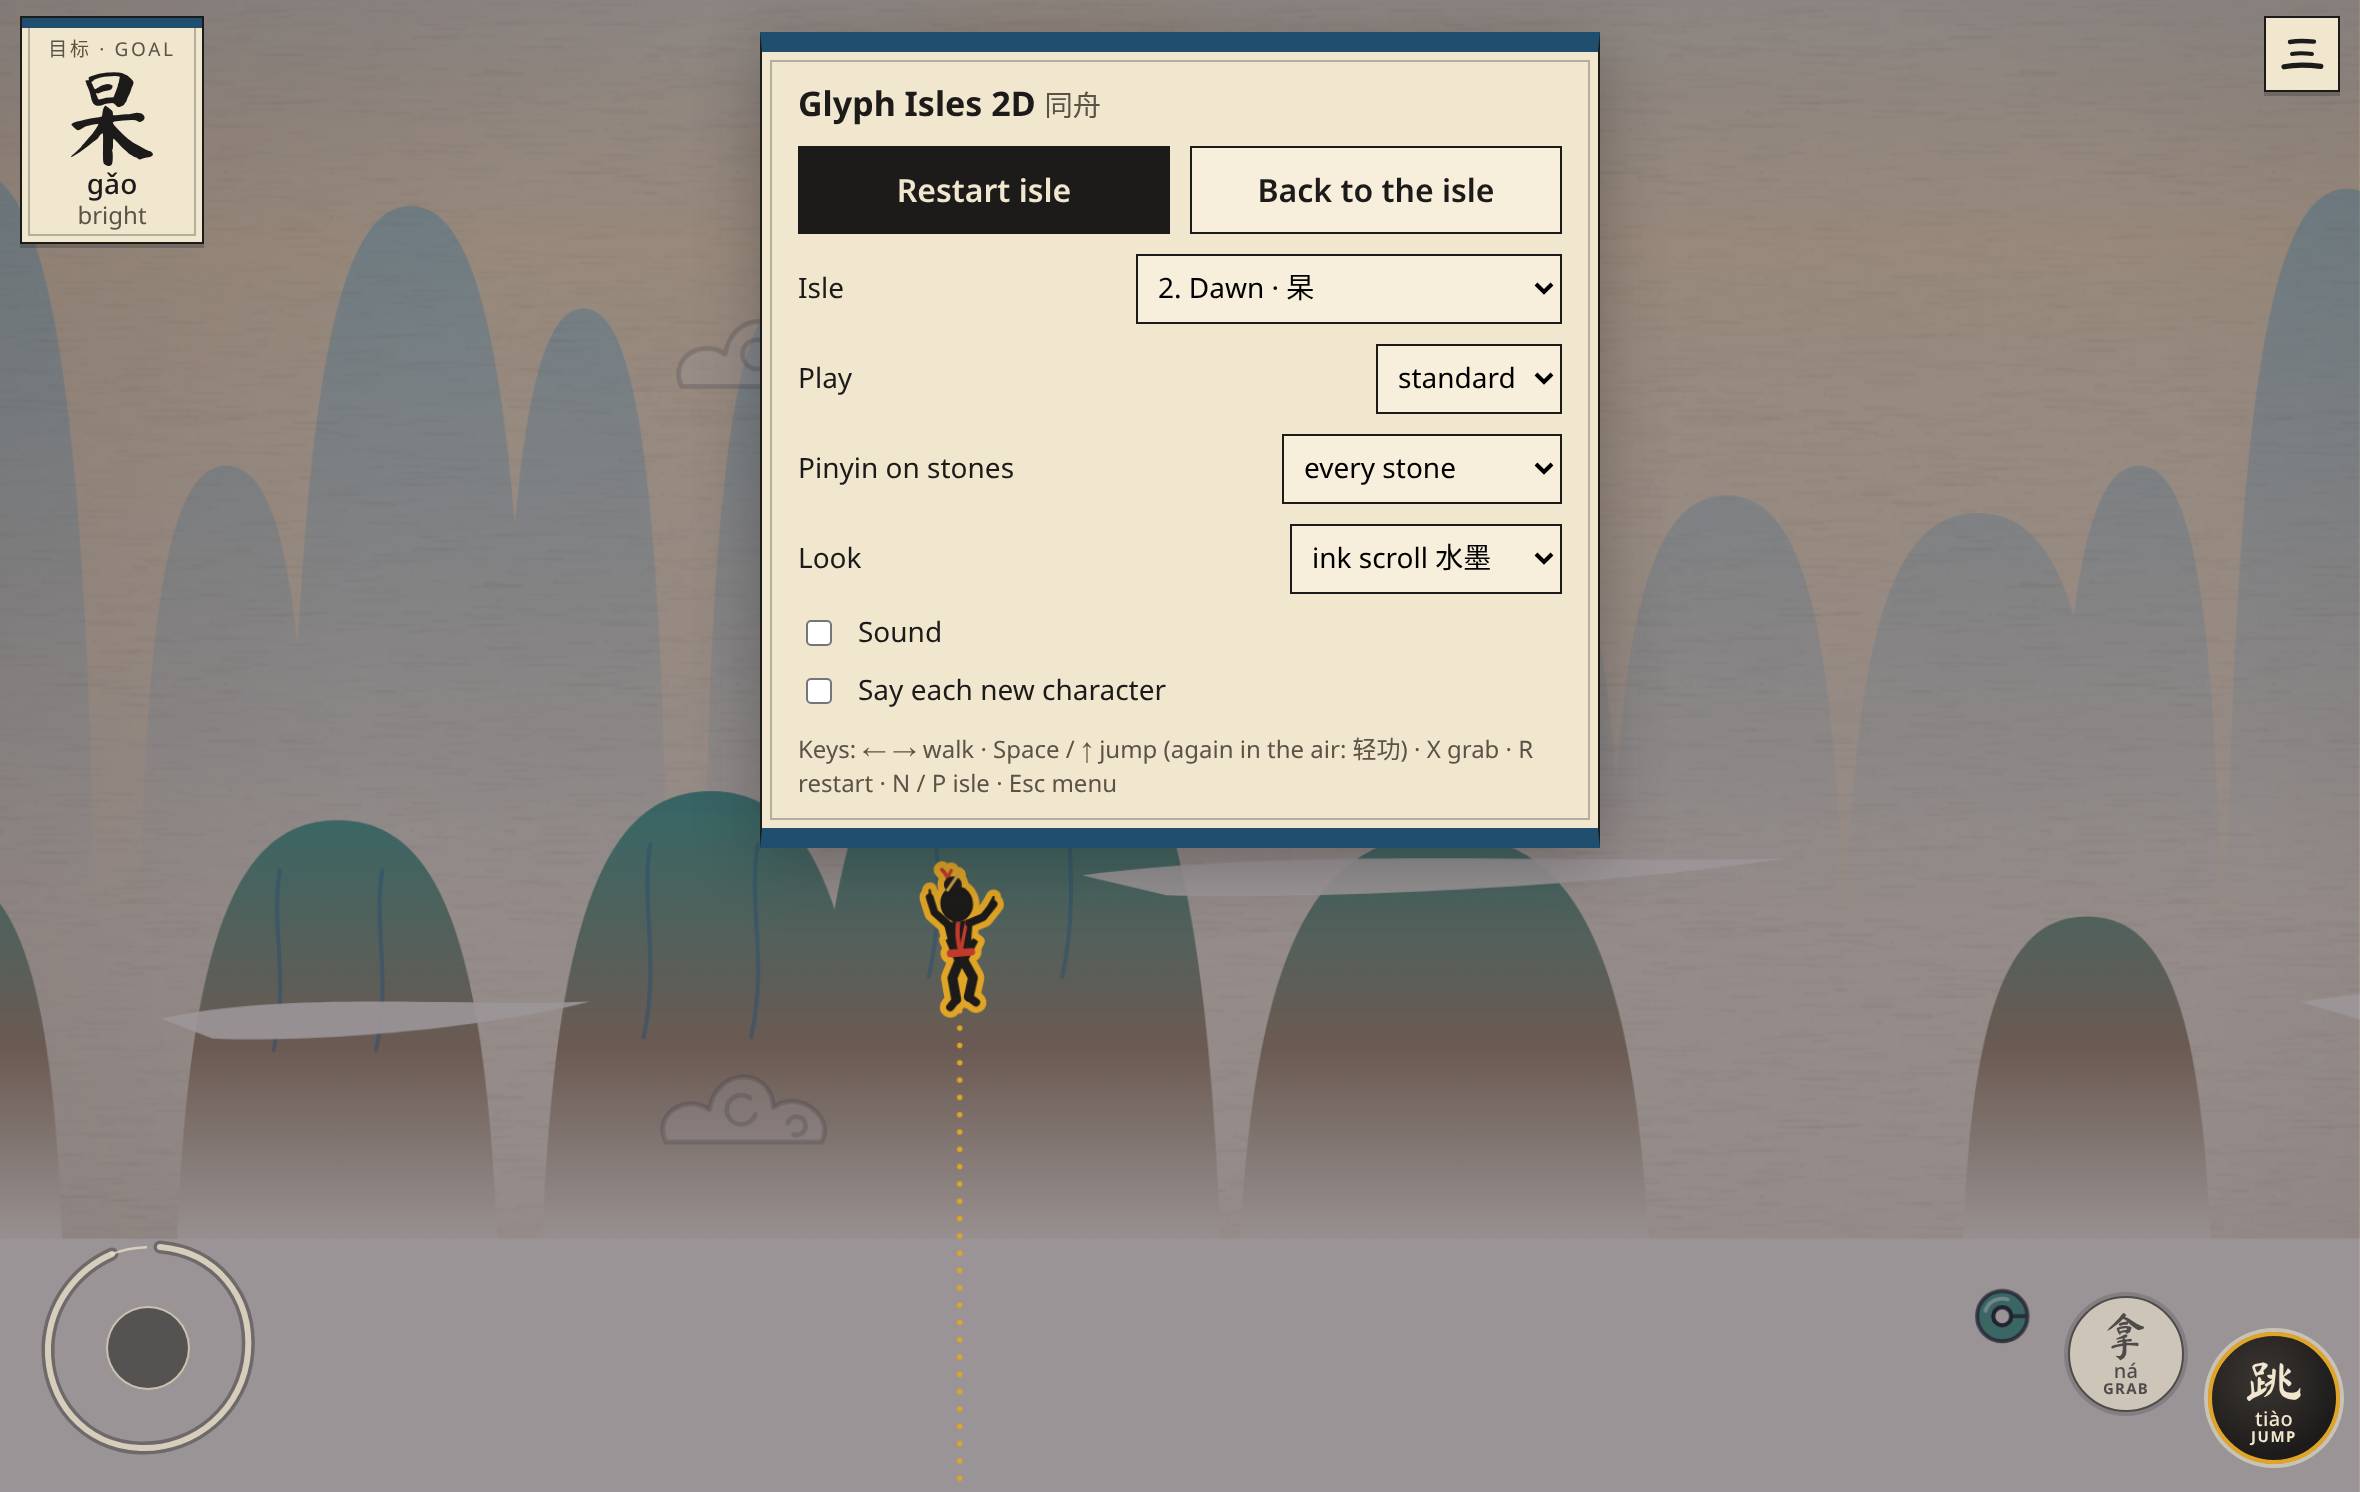 目标 · GOAL
杲
gǎo
bright
三
Glyph Isles 2D 同舟
Restart isle
Back to the isle
Isle
2. Dawn · 杲
Play
standard
Pinyin on stones
every stone
Look
ink scroll 水墨
Sound
Say each new character
Keys: ← → walk · Space / ↑ jump (again in the air: 轻功) · X grab · R
restart · N / P isle · Esc menu
拿
ná
GRAB
跳
tiào
JUMP